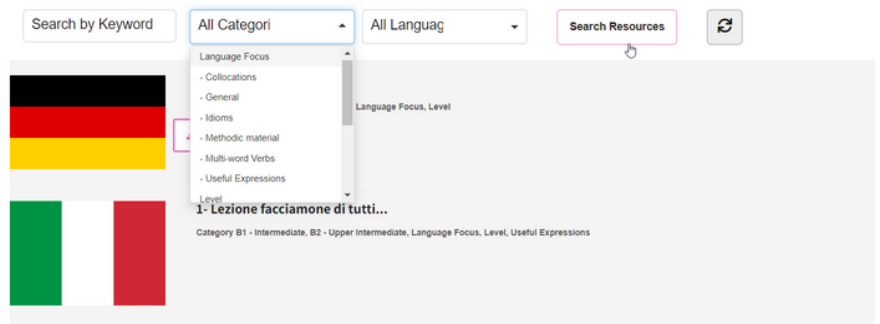 Search by Keyword
All Categori
All Languag
Search Resources
Language Focus
- Collocations
- General
- Idioms
- Methodic material
- Multi-word Verbs
- Useful Expressions
Level
Language Focus, Level
1- Lezione facciamone di tutti...
Category B1 - Intermediate, B2 - Upper Intermediate, Language Focus, Level, Useful Expressions